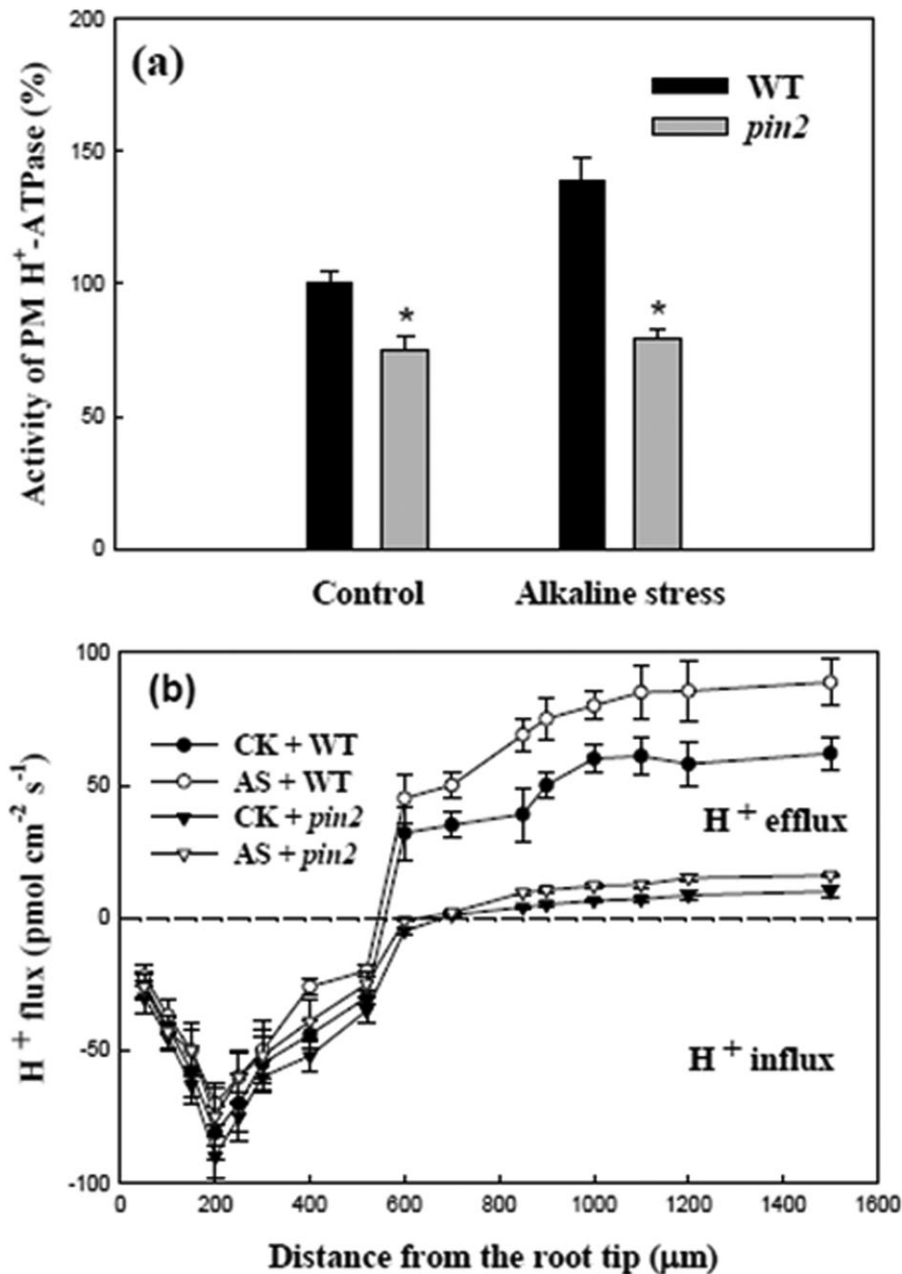 (a)
WT
pin2
200
150
100
50
0
Activity of PM H⁺-ATPase (%)
*
*
Control
Alkaline stress
(b)
CK + WT
AS + WT
CK + pin2
AS + pin2
100
50
0
-50
-100
H⁺ flux (pmol cm⁻² s⁻¹)
H⁺ efflux
H⁺ influx
0 200 400 600 800 1000 1200 1400 1600
Distance from the root tip (μm)